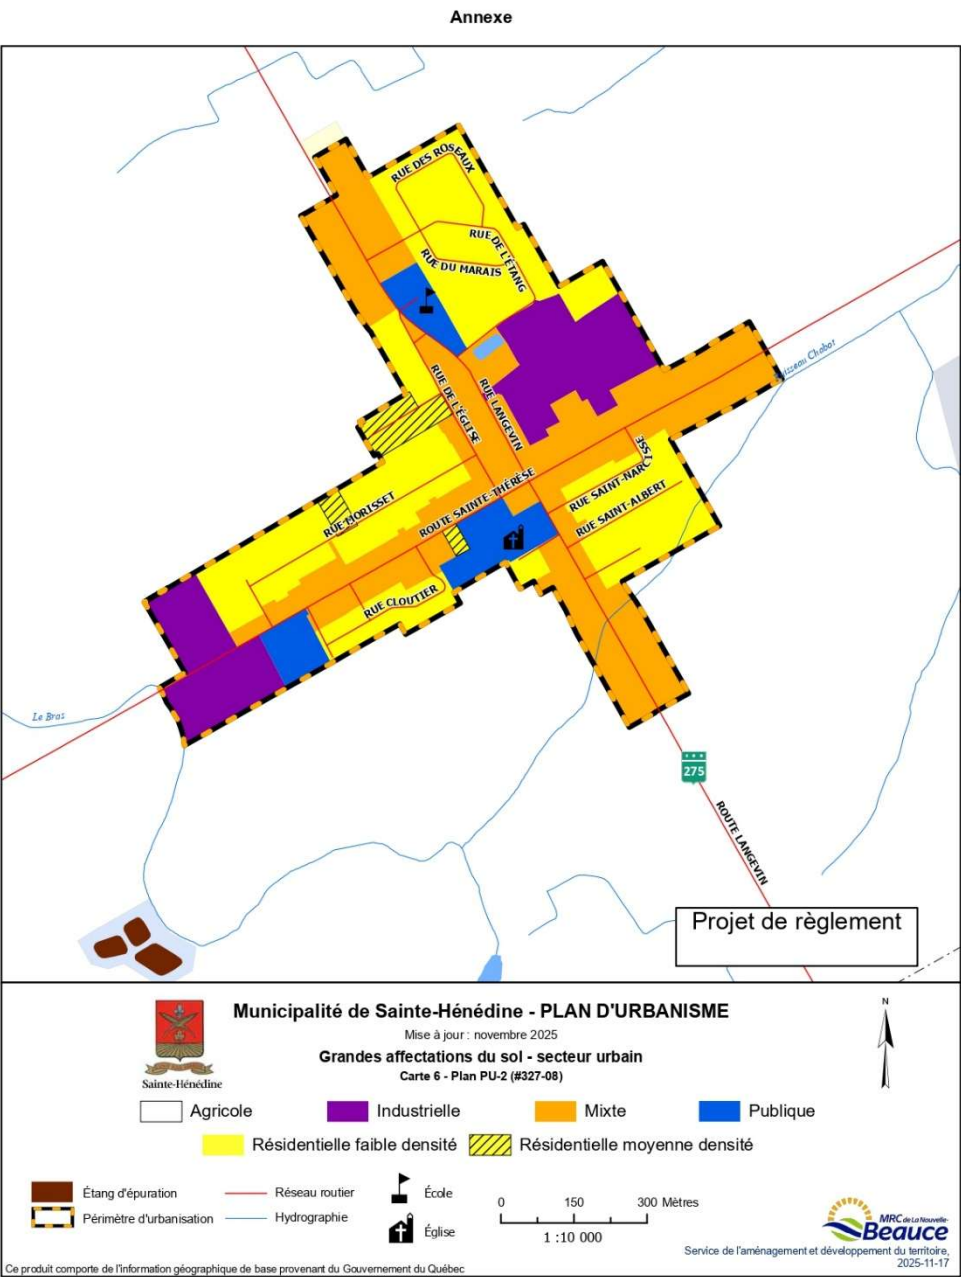 Annexe
RUE DES ROSEAUX
RUE DE L'ÉTANG
RUE DU MARAIS
RUE DE L'ÉGLISE
RUE LANGEVIN
RUE SAINT-NARCISSE
RUE SAINT-ALBERT
ROUTE SAINTE-THÉRÈSE
RUE MORISSET
RUE CLOUTIER
Ruisseau Chabot
Le Bras
275
ROUTE LANGEVIN
Projet de règlement
Municipalité de Sainte-Hénédine - PLAN D'URBANISME
Mise à jour : novembre 2025
Grandes affectations du sol - secteur urbain
Carte 6 - Plan PU-2 (#327-08)
Sainte-Hénédine
N
Agricole
Industrielle
Mixte
Publique
Résidentielle faible densité
Résidentielle moyenne densité
Étang d'épuration
Réseau routier
École
Périmètre d'urbanisation
Hydrographie
Église
0 150 300 Mètres
1 :10 000
MRC de La Nouvelle-
Beauce
Service de l'aménagement et développement du territoire,
2025-11-17
Ce produit comporte de l'information géographique de base provenant du Gouvernement du Québec